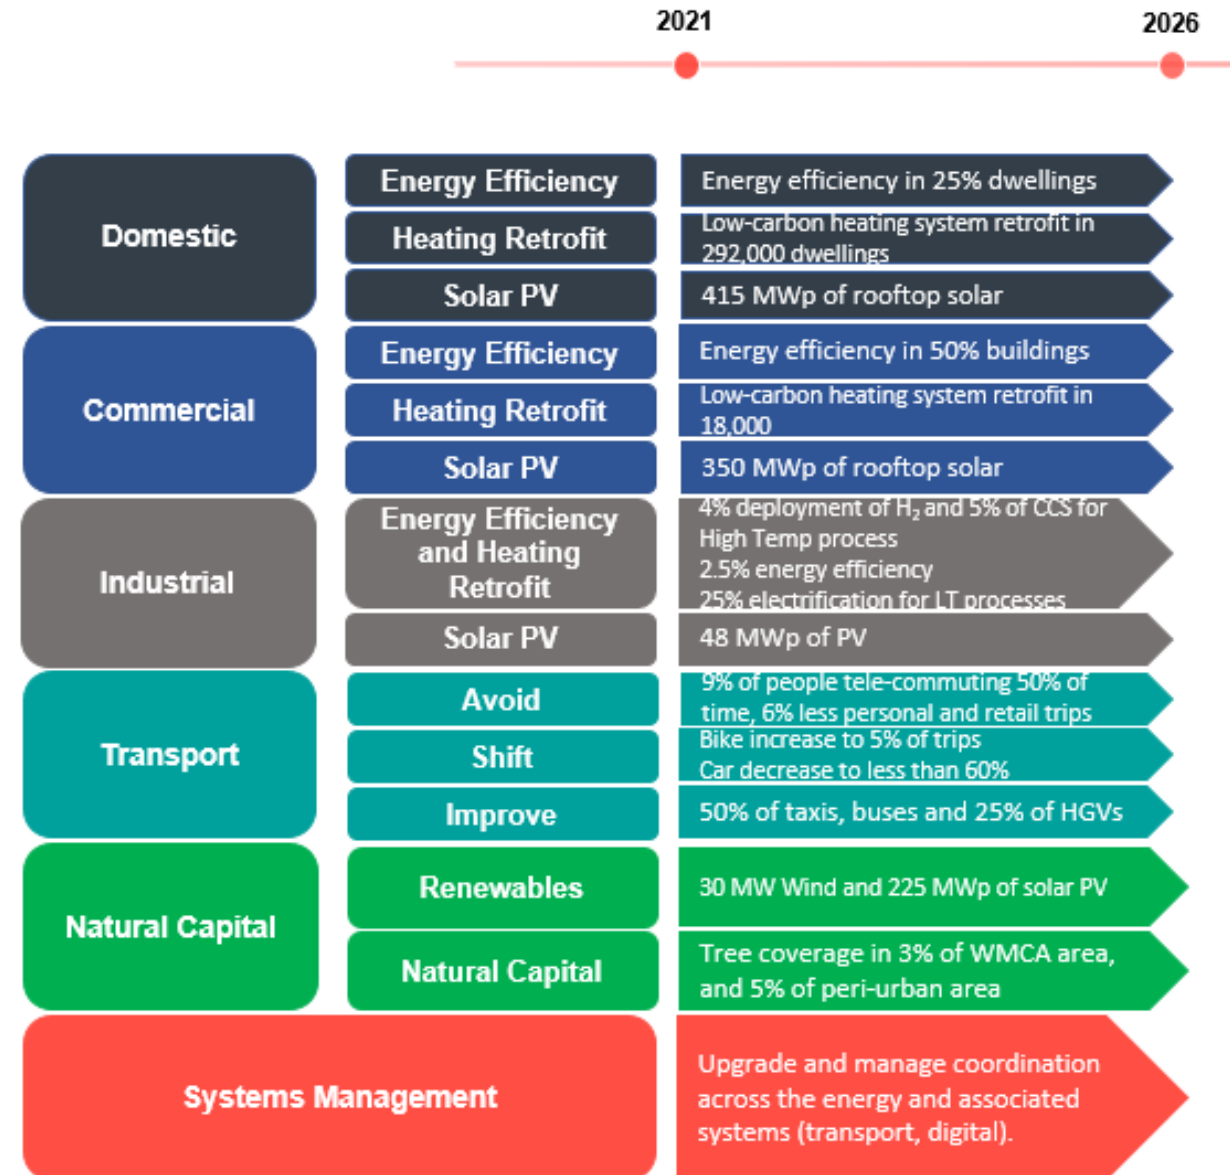 2021
2026
Domestic
Energy Efficiency
Energy efficiency in 25% dwellings
Heating Retrofit
Low-carbon heating system retrofit in
292,000 dwellings
Solar PV
415 MWp of rooftop solar
Commercial
Energy Efficiency
Energy efficiency in 50% buildings
Heating Retrofit
Low-carbon heating system retrofit in
18,000
Solar PV
350 MWp of rooftop solar
Industrial
Energy Efficiency
and Heating
Retrofit
4% deployment of H₂ and 5% of CCS for
High Temp process
2.5% energy efficiency
25% electrification for LT processes
Solar PV
48 MWp of PV
Transport
Avoid
9% of people tele-commuting 50% of
time, 6% less personal and retail trips
Shift
Bike increase to 5% of trips
Car decrease to less than 60%
Improve
50% of taxis, buses and 25% of HGVs
Natural Capital
Renewables
30 MW Wind and 225 MWp of solar PV
Natural Capital
Tree coverage in 3% of WMCA area,
and 5% of peri-urban area
Systems Management
Upgrade and manage coordination
across the energy and associated
systems (transport, digital).